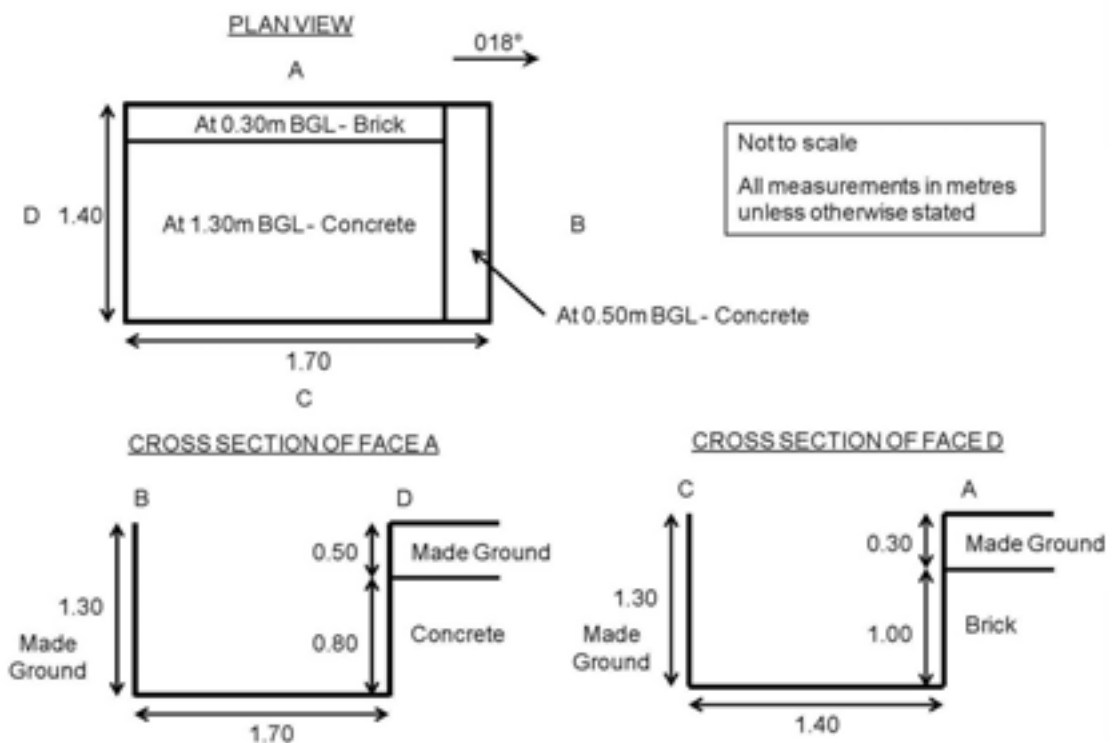 PLAN VIEW
018°
A
At 0.30m BGL - Brick
Not to scale
All measurements in metres
unless otherwise stated
D
1.40
At 1.30m BGL - Concrete
B
At 0.50m BGL - Concrete
1.70
C
CROSS SECTION OF FACE A
B
D
0.50
Made Ground
1.30
Made
Ground
0.80
Concrete
1.70
CROSS SECTION OF FACE D
C
A
0.30
Made Ground
1.30
Made
Ground
1.00
Brick
1.40